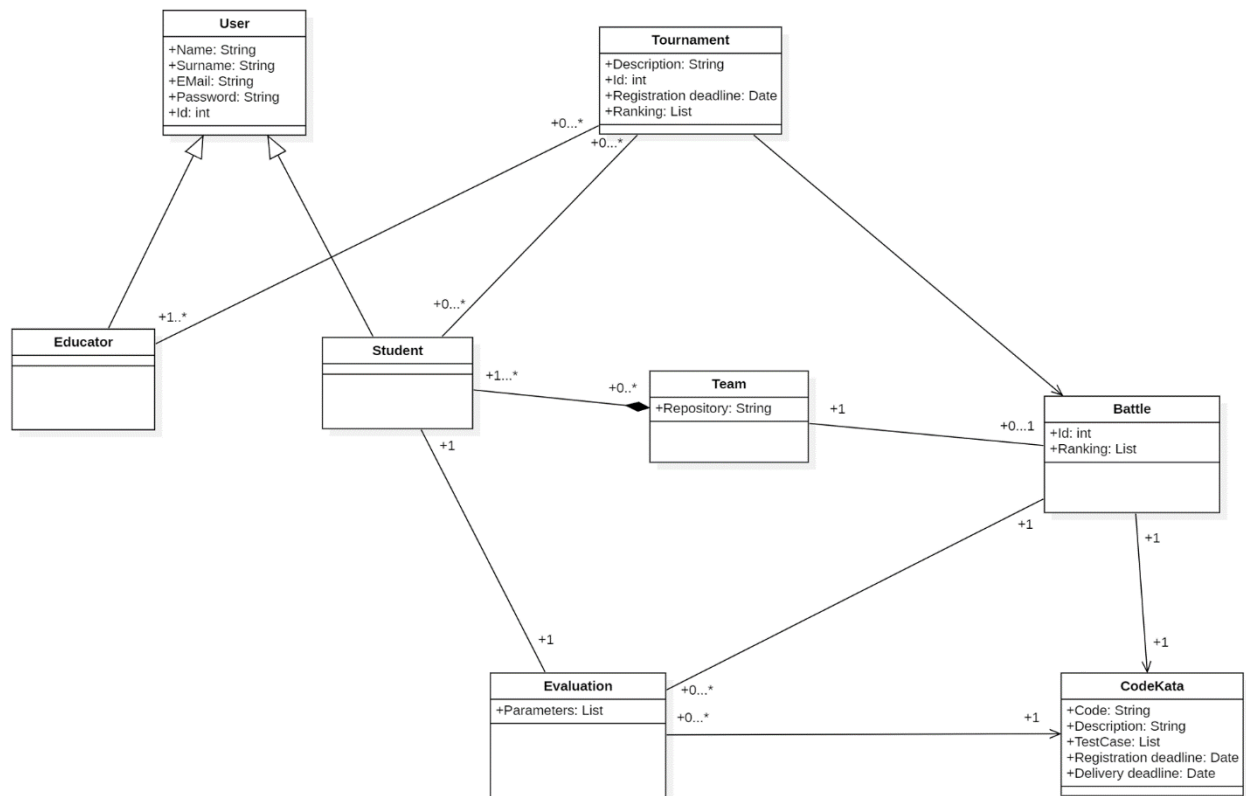 User
+Name: String
+Surname: String
+EMail: String
+Password: String
+Id: int
Tournament
+Description: String
+Id: int
+Registration deadline: Date
+Ranking: List
+0...*
+0...*
+1..*
+0...*
Educator
Student
+1...*
+0..*
Team
+Repository: String
+1
+0...1
Battle
+Id: int
+Ranking: List
+1
+1
+1
+1
+1
Evaluation
+Parameters: List
+0...*
+0...*
+1
CodeKata
+Code: String
+Description: String
+TestCase: List
+Registration deadline: Date
+Delivery deadline: Date